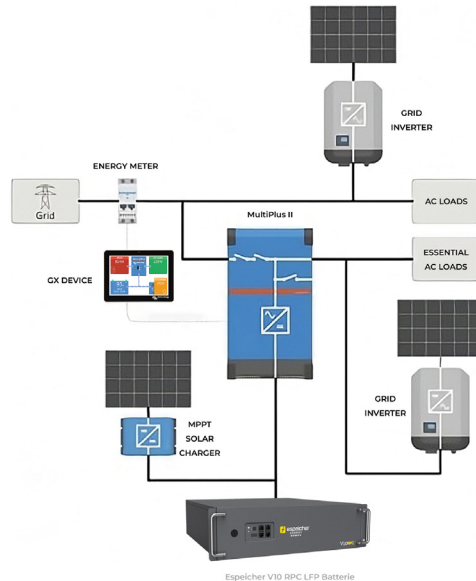 GRID
INVERTER
ENERGY METER
Grid
AC LOADS
MultiPlus II
ESSENTIAL
AC LOADS
GX DEVICE
GRID
INVERTER
MPPT
SOLAR
CHARGER
espeicher
Espeicher V10 RPC LFP Batterie